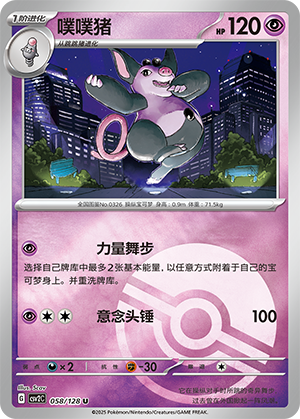 1阶进化
噗噗猪
HP 120
从跳跳猪进化
全国图鉴No.0326 操纵宝可梦 身高：0.9m 体重：71.5kg
力量舞步
选择自己牌库中最多2张基本能量，以任意方式附着于自己的宝
可梦身上。并重洗牌库。
意念头锤 100
弱点 ×2 抗性 -30 撤退
Illus. Scav
G CSV2C 058/128 U
©2025 Pokémon/Nintendo/Creatures/GAME FREAK.